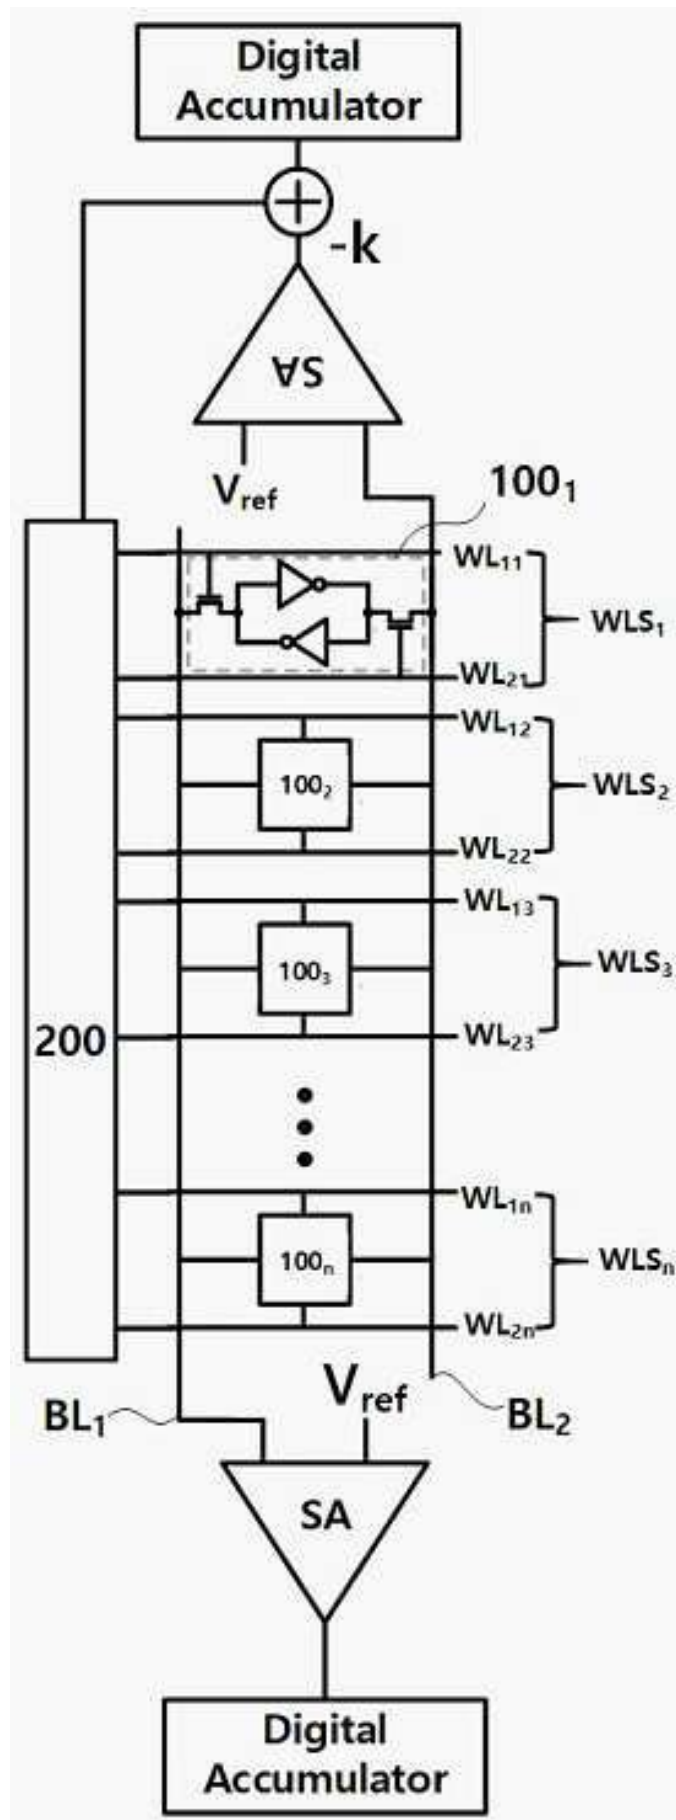 Digital
Accumulator
-k
SA
Vref
100₁
WL₁₁
WLS₁
WL₂₁
WL₁₂
100₂
WLS₂
WL₂₂
WL₁₃
100₃
WLS₃
200
WL₂₃
WL₁ₙ
100ₙ
WLSₙ
WL₂ₙ
Vref
BL₁
BL₂
SA
Digital
Accumulator